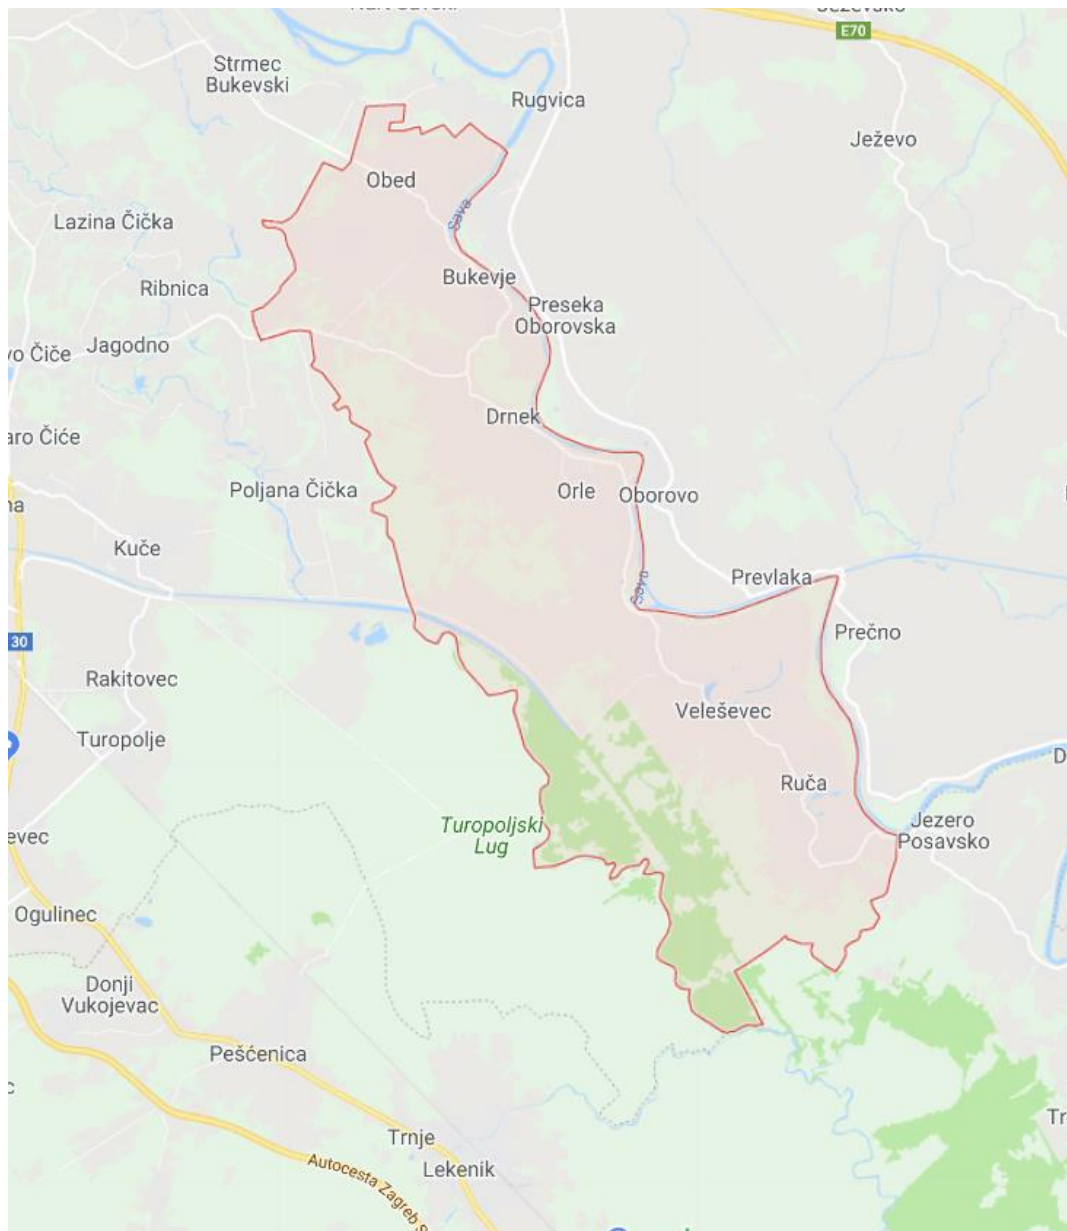 E70
Strmec
Bukevski
Rugvica
Ježevo
Obed
Sava
Lazina Čička
Bukevje
Ribnica
Preseka
Oborovska
Jagodno
Drnek
Poljana Čička
Orle
Oborovo
Kuče
Prevlaka
Sava
Prečno
30
Rakitovec
Veleševec
Turopolje
Ruča
Turopoljski
Lug
Jezero
Posavsko
Ogulinec
Donji
Vukojevac
Pešćenica
Trnje
Lekenik
Autocesta Zagreb S